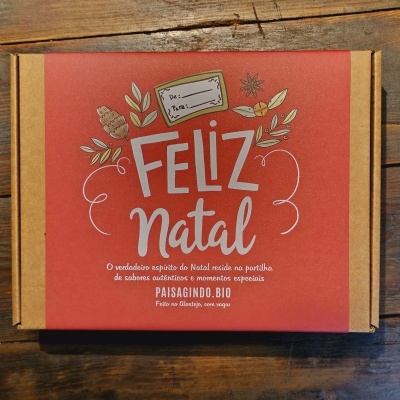 De:
Para:
FELIZ
Natal
O verdadeiro espírito do Natal reside na partilha
de sabores autênticos e momentos especiais
PAISAGINDO.BIO
Feito no Alentejo, com vagar